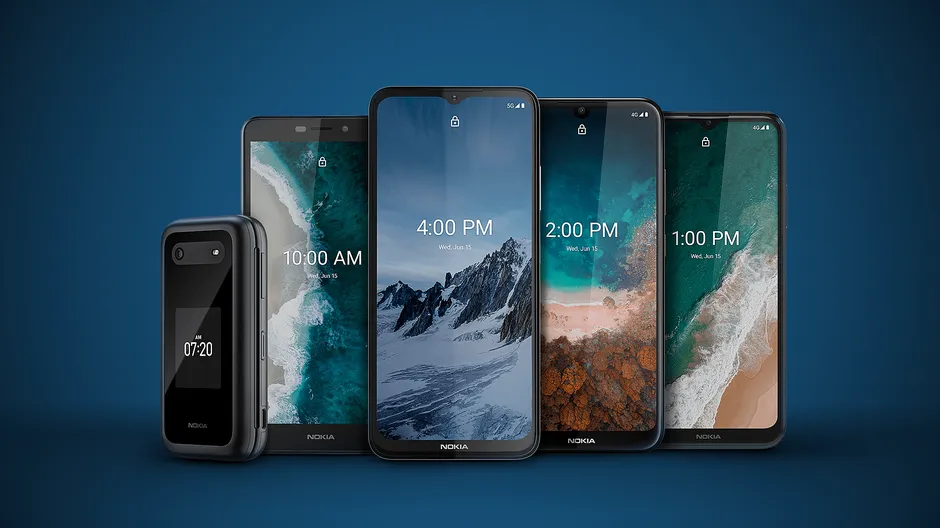 AM
07:20
NOKIA
10:00 AM
Wed, Jun 15
NOKIA
5G
4:00 PM
Wed, Jun 15
NOKIA
4G
2:00 PM
Wed, Jun 15
NOKIA
4G
1:00 PM
Wed, Jun 15
NOKIA